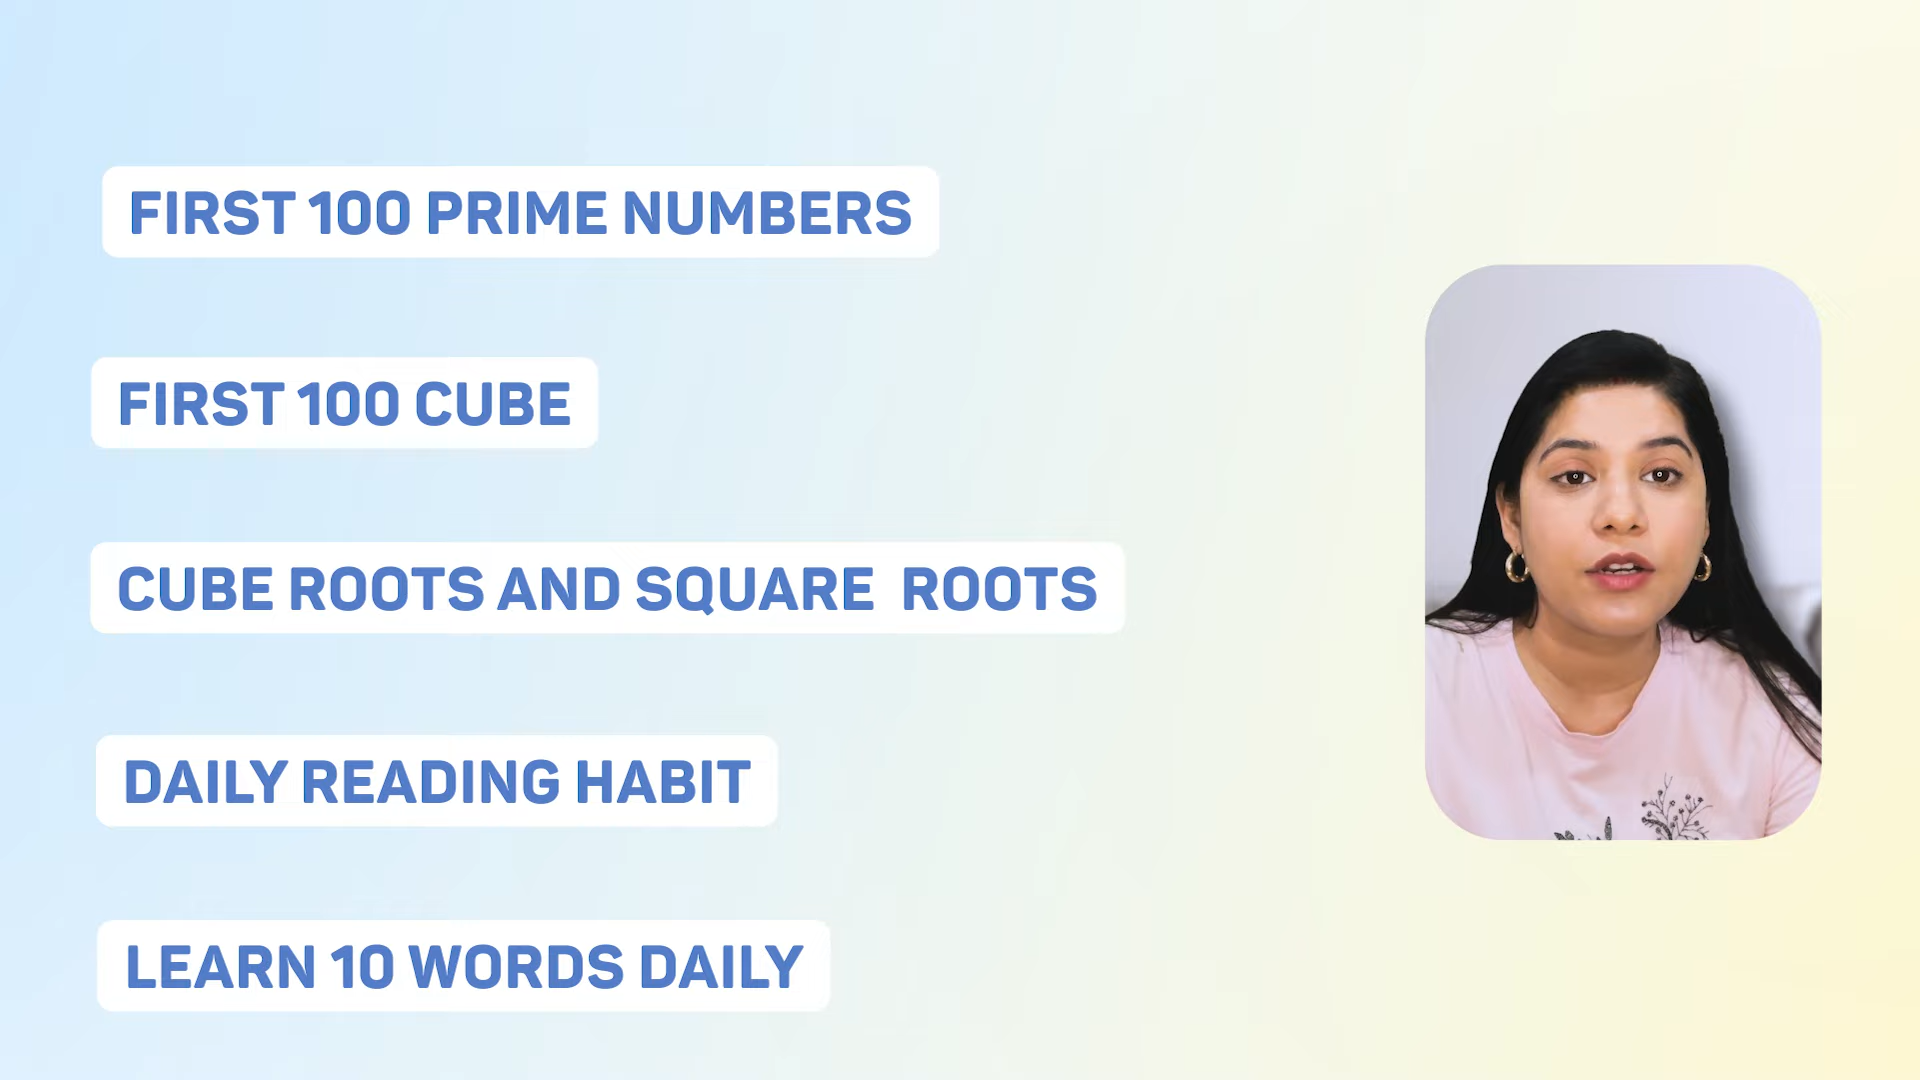 FIRST 100 PRIME NUMBERS
FIRST 100 CUBE
CUBE ROOTS AND SQUARE ROOTS
DAILY READING HABIT
LEARN 10 WORDS DAILY